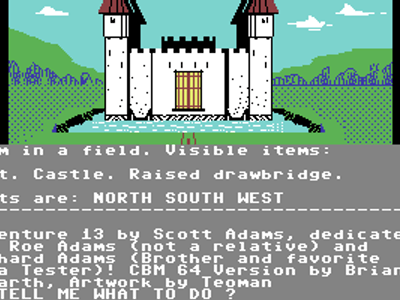 m in a field. Visible items:
t. Castle. Raised drawbridge.
ts are: NORTH SOUTH WEST
enture 13 by Scott Adams, dedicate
Roe Adams (not a relative) and
hard Adams (Brother and favorite
a Tester)! CBM 64 Version by Brian
arth, Artwork by Teoman
TELL ME WHAT TO DO ?